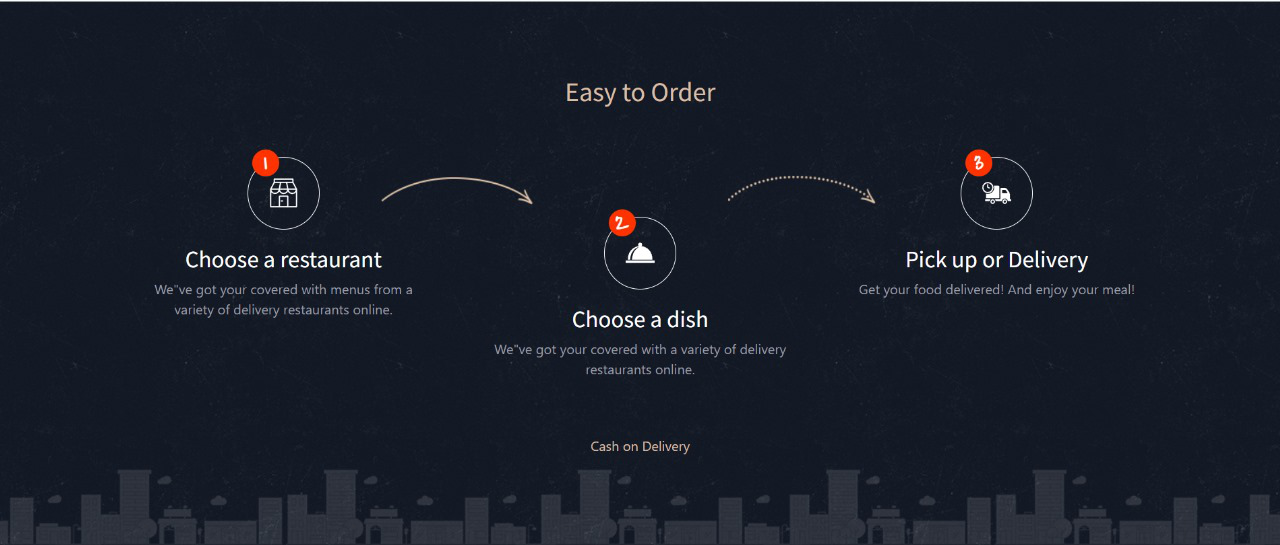 Easy to Order
1
Choose a restaurant
We"ve got your covered with menus from a
variety of delivery restaurants online.
2
Choose a dish
We"ve got your covered with a variety of delivery
restaurants online.
3
Pick up or Delivery
Get your food delivered! And enjoy your meal!
Cash on Delivery